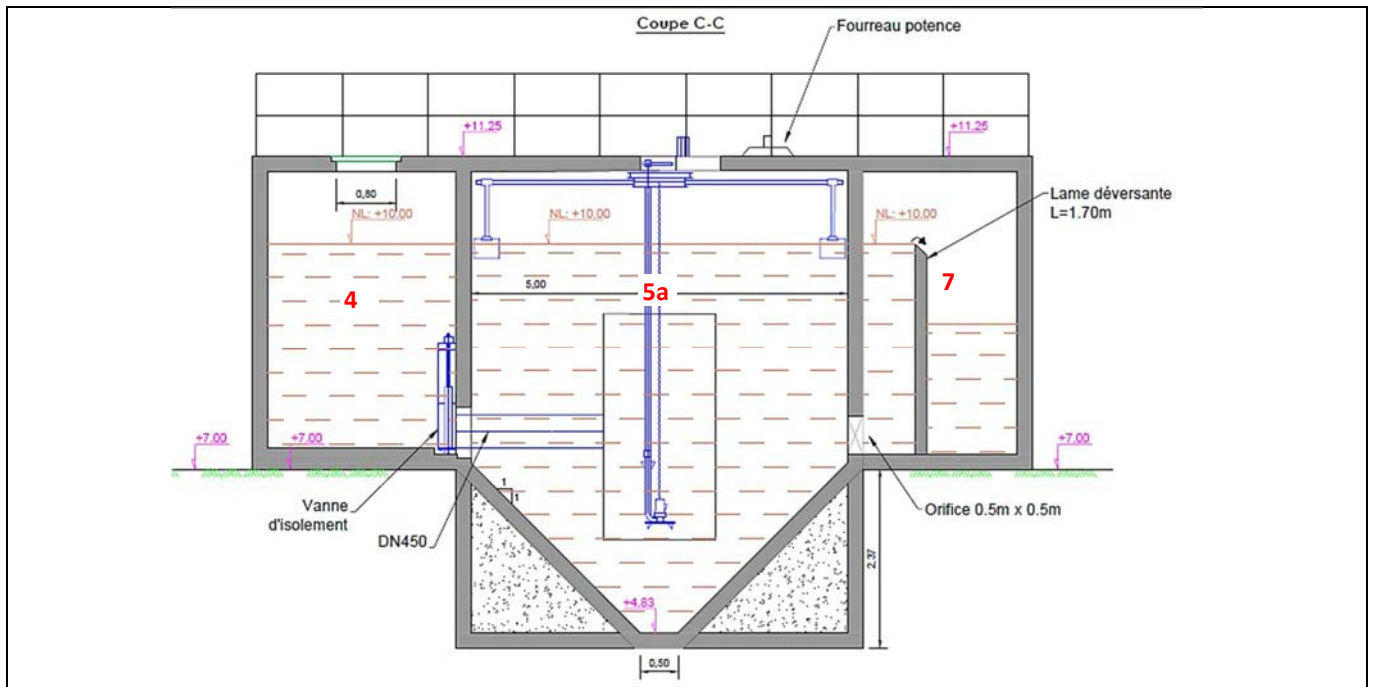 Coupe C-C
Fourreau potence
+11,25
+11,25
0,80
Lame déversante
L=1.70m
NL: +10,00
NL: +10,00
NL: +10,00
4
5,00
5a
7
+7.00
+7.00
+7.00
1
1
Vanne
d'isolement
DN450
Orifice 0.5m x 0.5m
2,37
+4,83
0,50